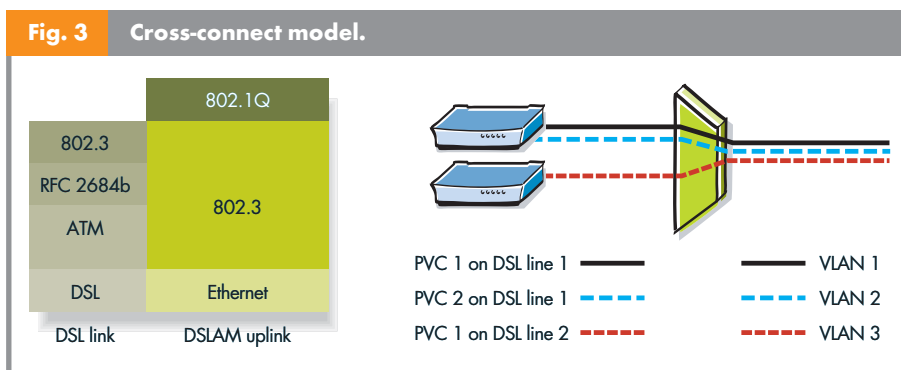 Fig. 3 Cross-connect model.
802.1Q
802.3
RFC 2684b
ATM
802.3
DSL
Ethernet
DSL link
DSLAM uplink
PVC 1 on DSL line 1
VLAN 1
PVC 2 on DSL line 1
VLAN 2
PVC 1 on DSL line 2
VLAN 3